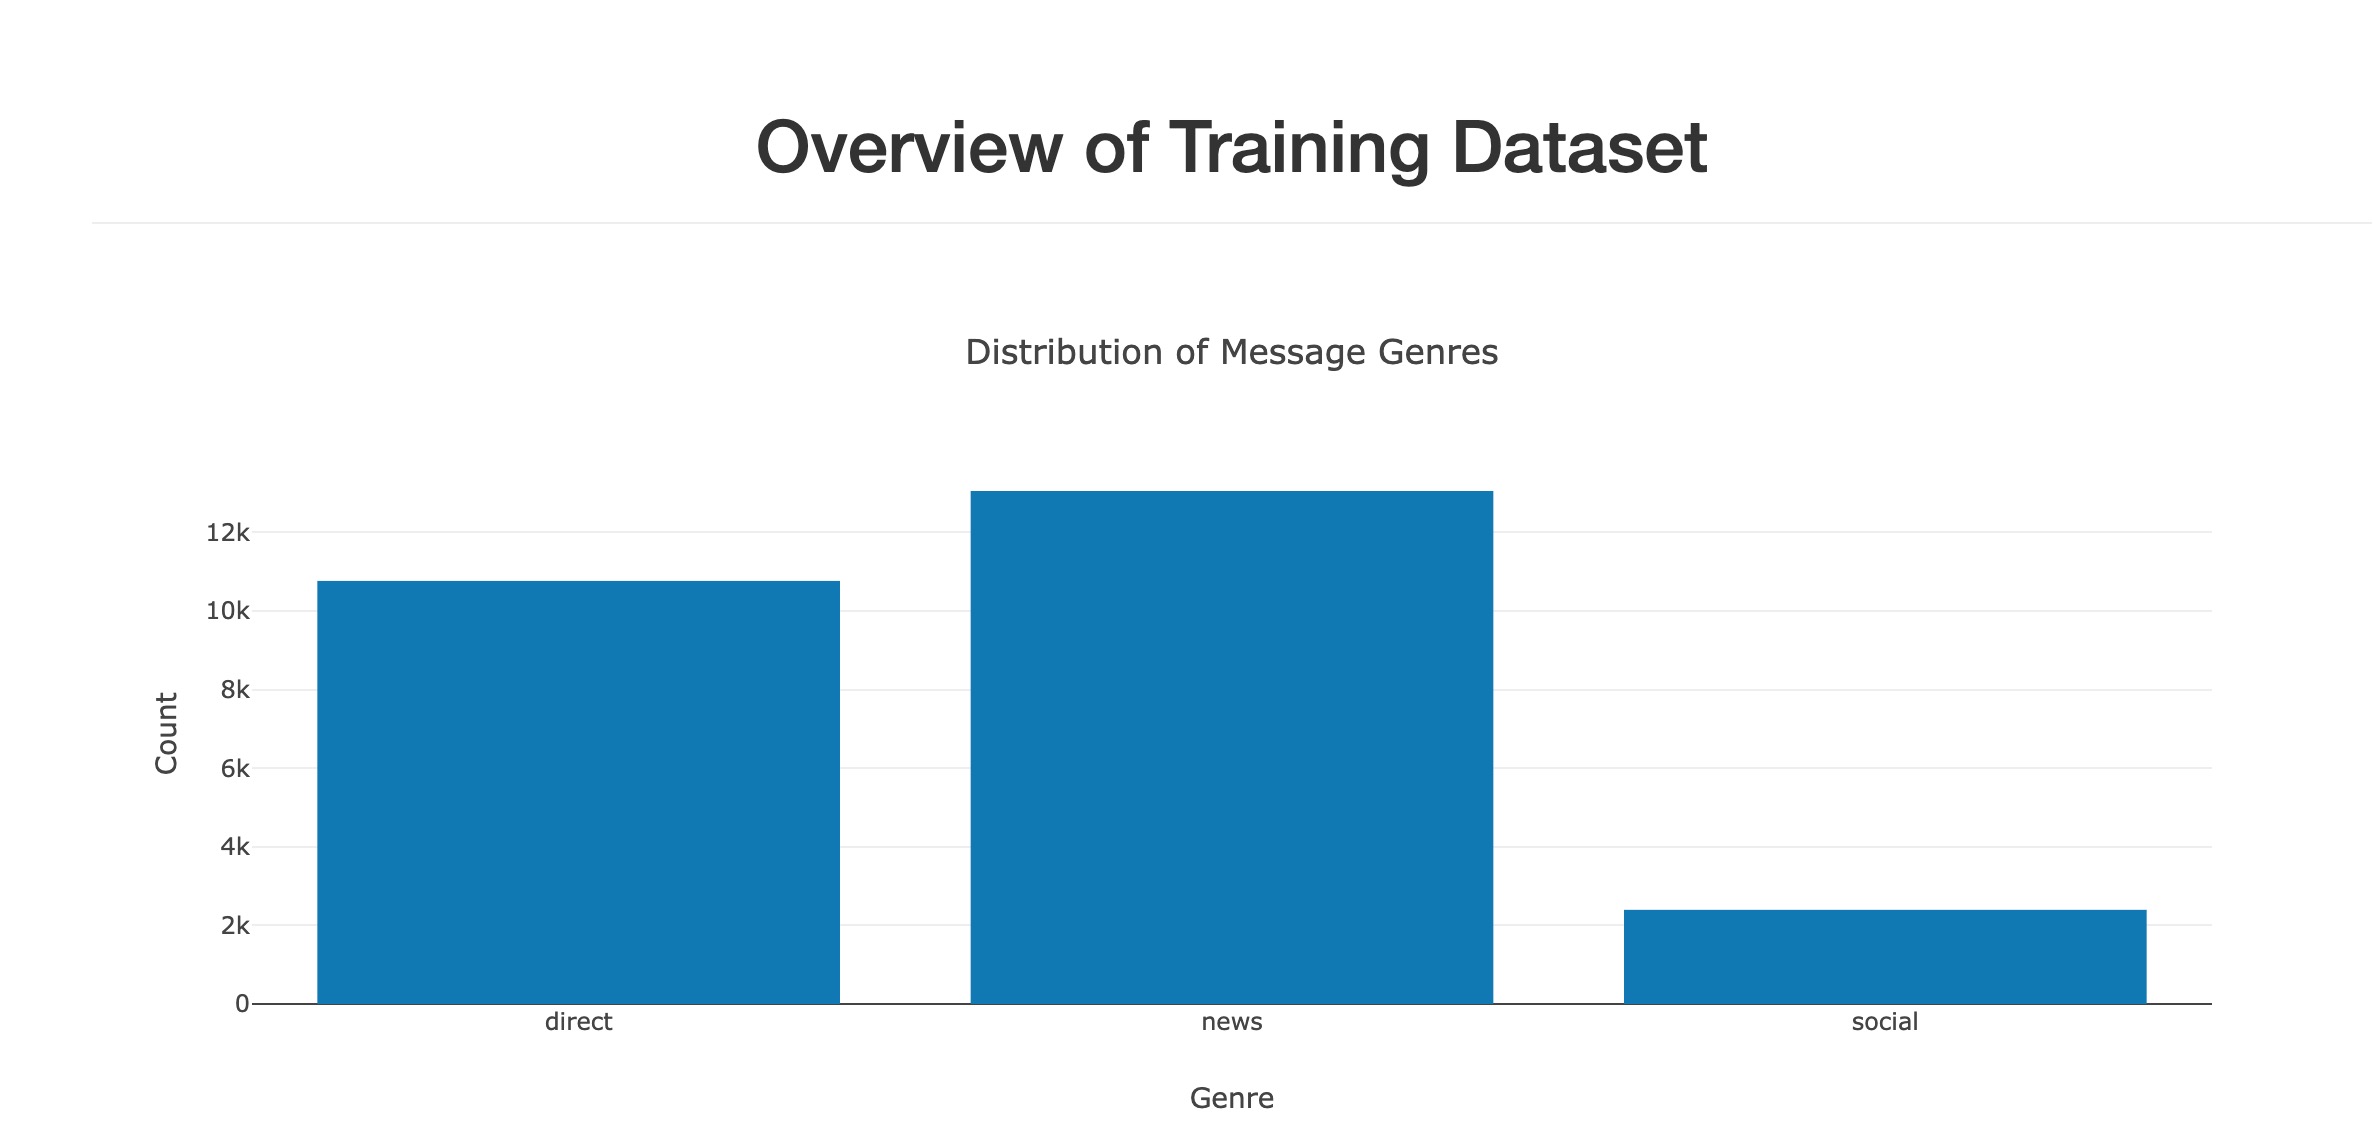 Overview of Training Dataset
Distribution of Message Genres
12k
10k
8k
6k
4k
2k
0
Count
direct
news
social
Genre